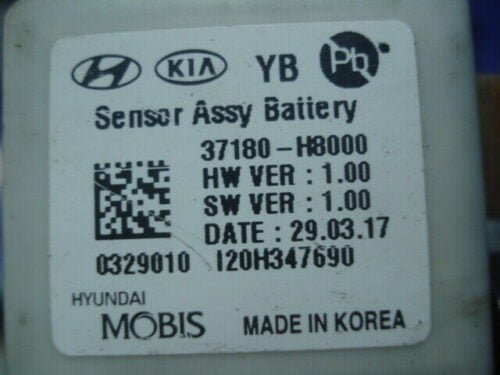 KIA YB Pb
Sensor Assy Battery
37180-H8000
HW VER : 1.00
SW VER : 1.00
DATE : 29.03.17
0329010 I20H347690
HYUNDAI
MOBIS MADE IN KOREA